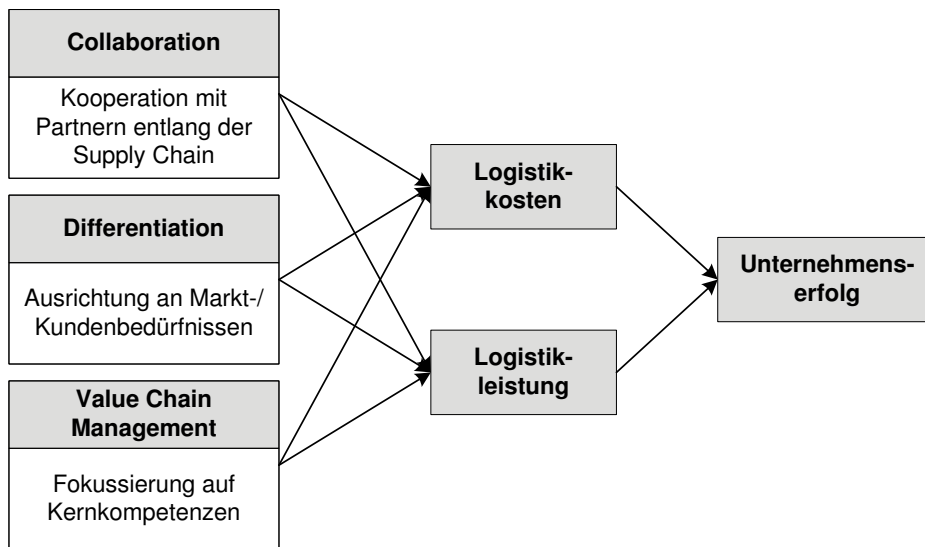 Collaboration
Kooperation mit
Partnern entlang der
Supply Chain
Differentiation
Ausrichtung an Markt-/
Kundenbedürfnissen
Value Chain
Management
Fokussierung auf
Kernkompetenzen
Logistik-
kosten
Logistik-
leistung
Unternehmens-
erfolg